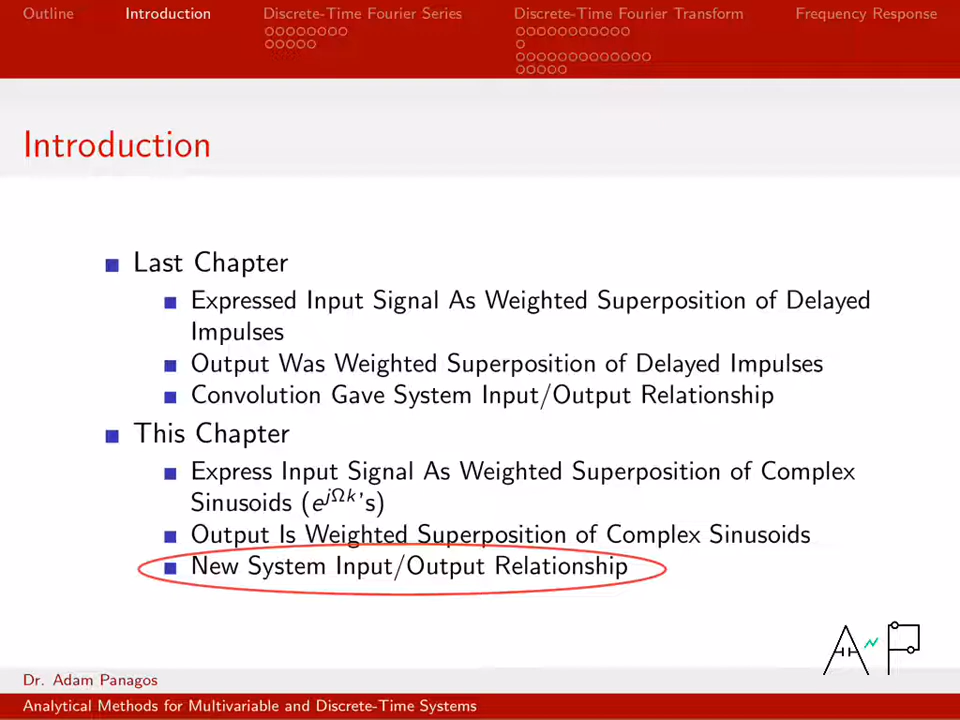 Outline Introduction Discrete-Time Fourier Series Discrete-Time Fourier Transform Frequency Response
Introduction
Last Chapter
Expressed Input Signal As Weighted Superposition of Delayed
Impulses
Output Was Weighted Superposition of Delayed Impulses
Convolution Gave System Input/Output Relationship
This Chapter
Express Input Signal As Weighted Superposition of Complex
Sinusoids (e^{jΩk}'s)
Output Is Weighted Superposition of Complex Sinusoids
New System Input/Output Relationship
AP
Dr. Adam Panagos
Analytical Methods for Multivariable and Discrete-Time Systems